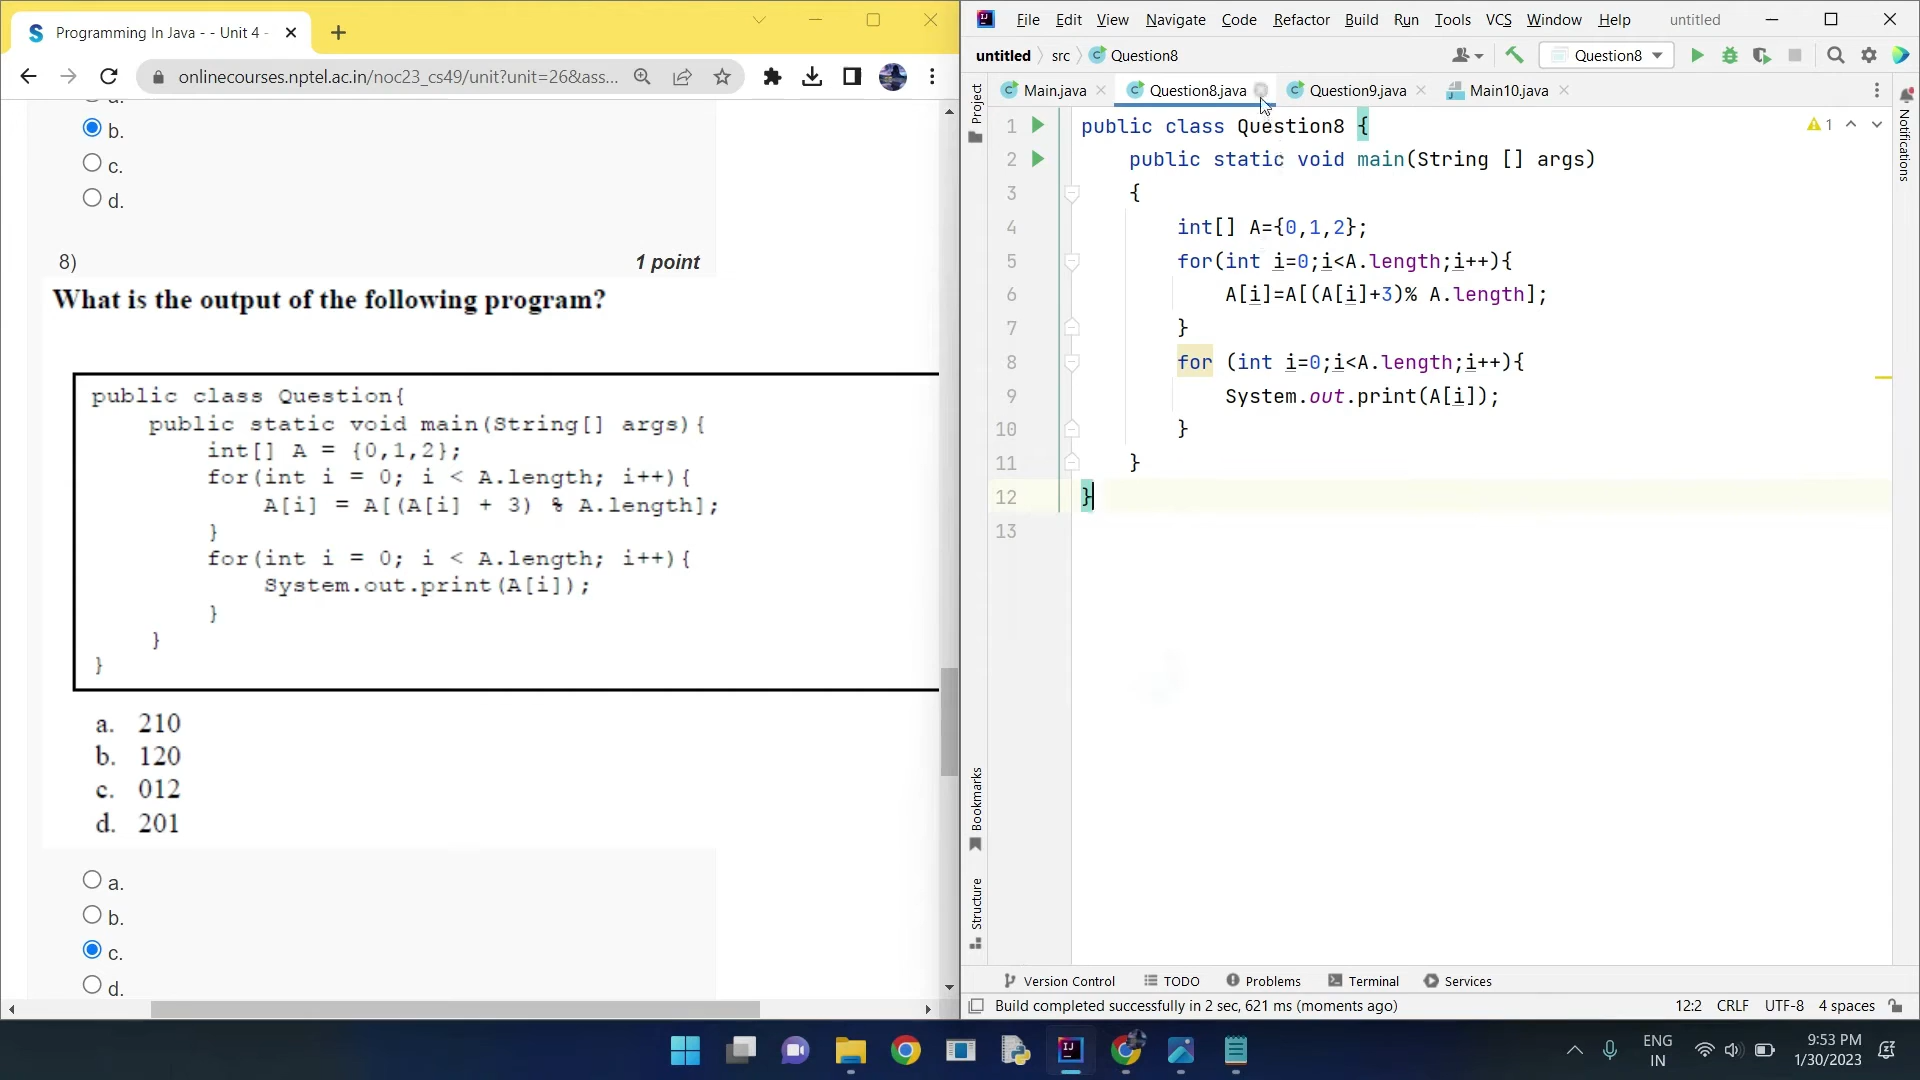 Programming In Java - - Unit 4 -
onlinecourses.nptel.ac.in/noc23_cs49/unit?unit=26&ass...
b.
c.
d.
8)
1 point
What is the output of the following program?
public class Question{
public static void main(String[] args){
int[] A = {0,1,2};
for(int i = 0; i < A.length; i++){
A[i] = A[(A[i] + 3) % A.length];
}
for(int i = 0; i < A.length; i++){
System.out.print(A[i]);
}
}
}
a. 210
b. 120
c. 012
d. 201
a.
b.
c.
d.
File Edit View Navigate Code Refactor Build Run Tools VCS Window Help untitled
untitled src Question8
Question8
Main.java Question8.java Question9.java Main10.java
Project
Bookmarks
Structure
Notifications
1
1 public class Question8 {
2 public static void main(String [] args)
3 {
4 int[] A={0,1,2};
5 for(int i=0;i<A.length;i++){
6 A[i]=A[(A[i]+3)% A.length];
7 }
8 for (int i=0;i<A.length;i++){
9 System.out.print(A[i]);
10 }
11 }
12 }
13
Version Control TODO Problems Terminal Services
Build completed successfully in 2 sec, 621 ms (moments ago)
12:2 CRLF UTF-8 4 spaces
ENG
IN
9:53 PM
1/30/2023